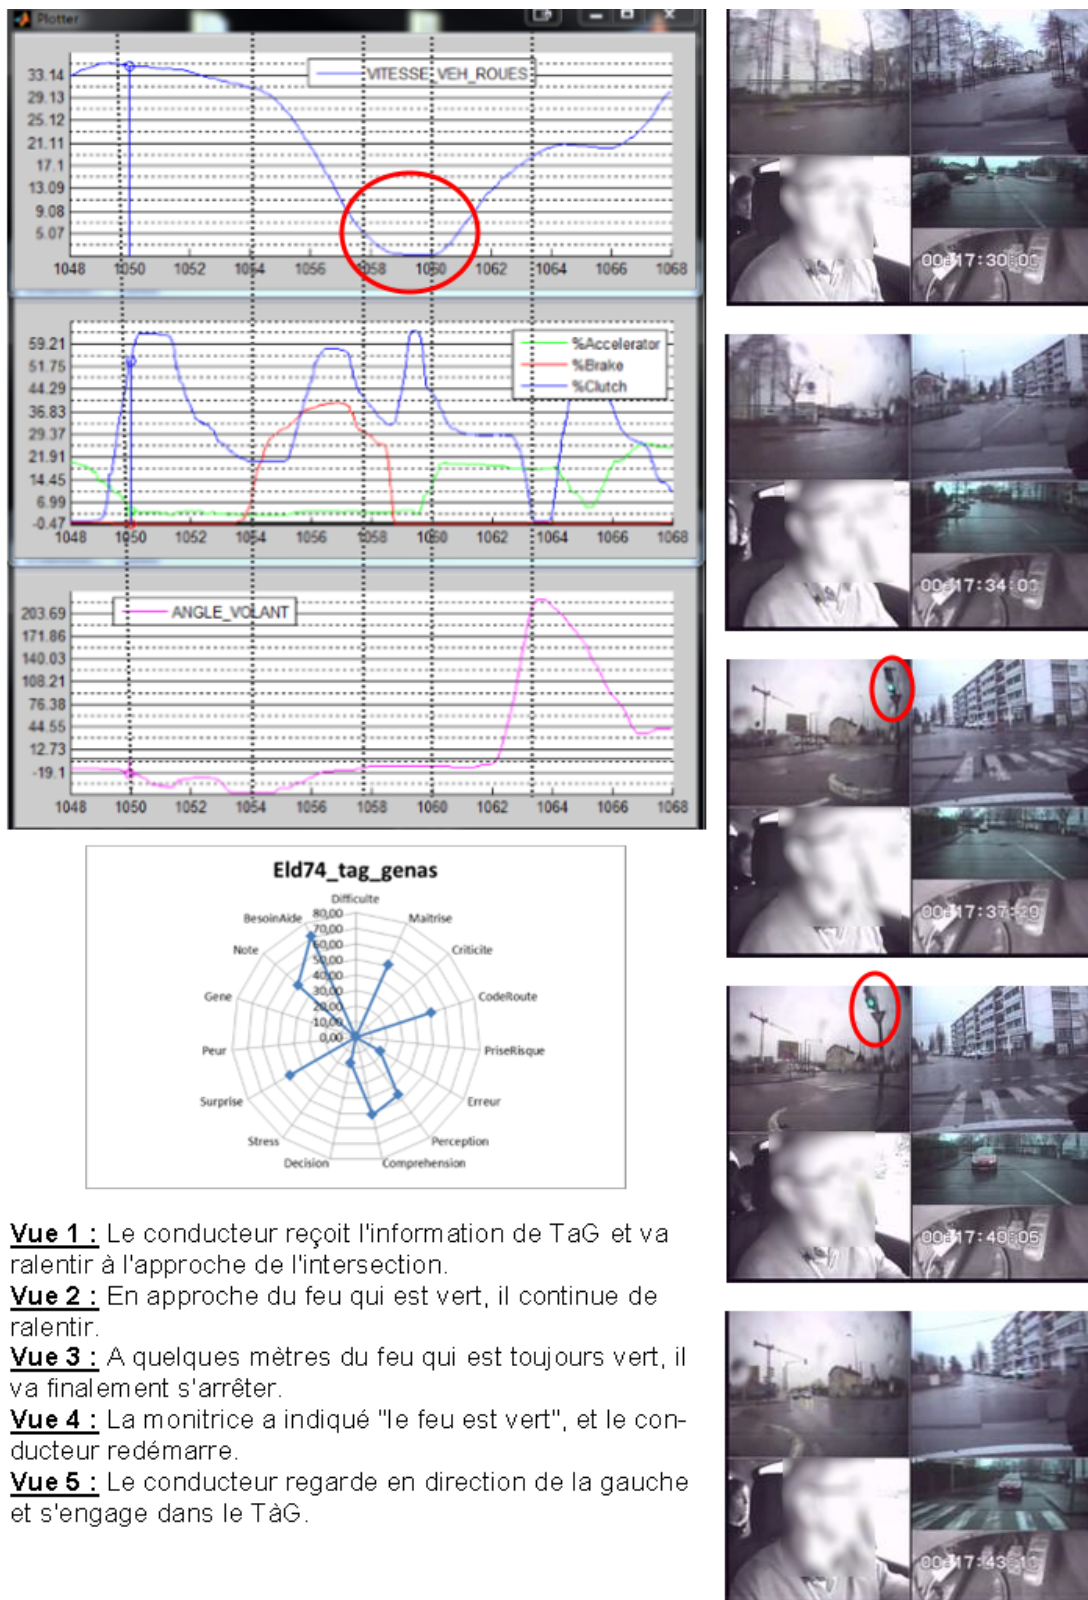 Plotter
VITESSE_VEH_ROUES
33.14
29.13
25.12
21.11
17.1
13.09
9.08
5.07
1048 1050 1052 1054 1056 1058 1060 1062 1064 1066 1068
%Accelerator
%Brake
%Clutch
59.21
51.75
44.29
36.83
29.37
21.91
14.45
6.99
-0.47
1048 1050 1052 1054 1056 1058 1060 1062 1064 1066 1068
ANGLE_VOLANT
203.69
171.86
140.03
108.21
76.38
44.55
12.73
-19.1
1048 1050 1052 1054 1056 1058 1060 1062 1064 1066 1068
Eld74_tag_genas
Difficulte
Maitrise
Criticite
CodeRoute
PriseRisque
Erreur
Perception
Comprehension
Decision
Stress
Surprise
Peur
Gene
Note
BesoinAide
80,00
70,00
60,00
50,00
40,00
30,00
20,00
10,00
0,00
Vue 1 : Le conducteur reçoit l'information de TaG et va
ralentir à l'approche de l'intersection.
Vue 2 : En approche du feu qui est vert, il continue de
ralentir.
Vue 3 : A quelques mètres du feu qui est toujours vert, il
va finalement s'arrêter.
Vue 4 : La monitrice a indiqué "le feu est vert", et le con-
ducteur redémarre.
Vue 5 : Le conducteur regarde en direction de la gauche
et s'engage dans le TàG.
00:17:30:00
00:17:34:00
00:17:37:20
00:17:40:05
00:17:43:10